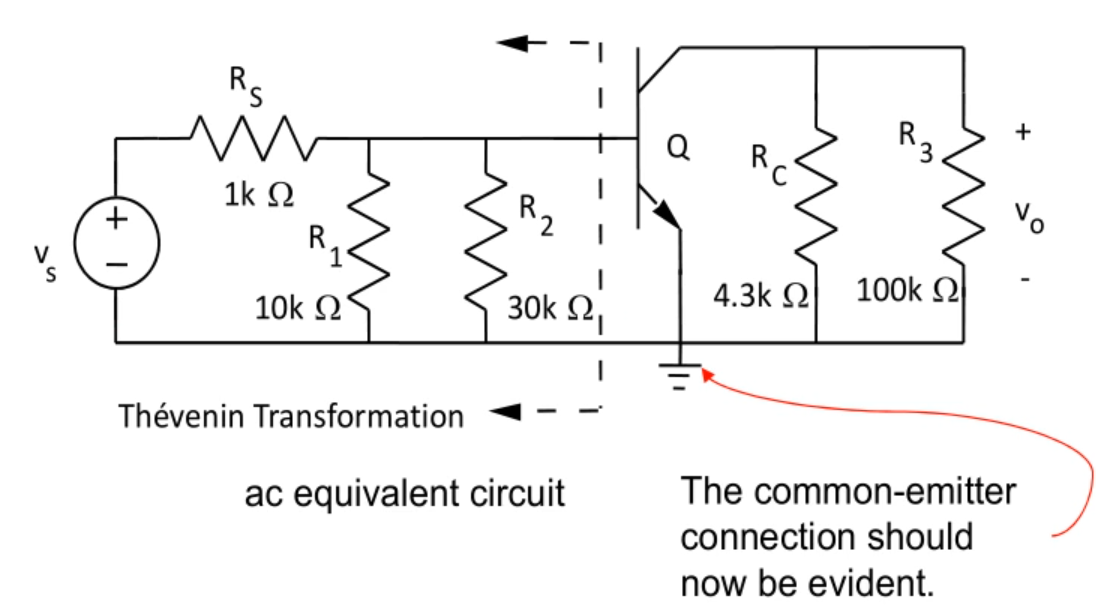 R_S
1k Ω
v_s
+
−
R_1
10k Ω
R_2
30k Ω
Q
R_C
4.3k Ω
R_3
100k Ω
+
v_o
-
Thévenin Transformation
ac equivalent circuit
The common-emitter
connection should
now be evident.